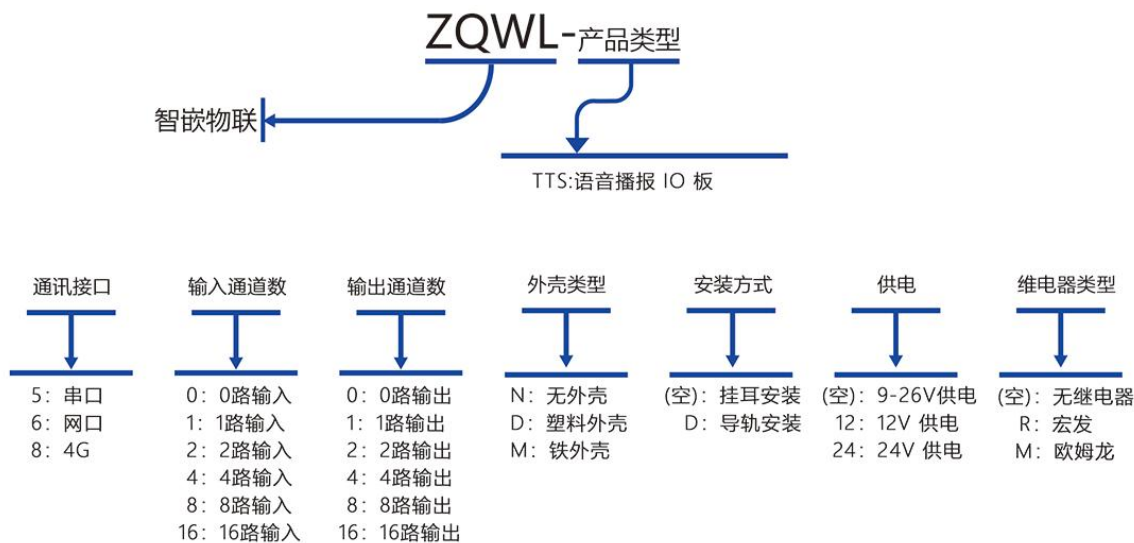 ZQWL-产品类型
智嵌物联
TTS:语音播报 IO 板
通讯接口
5：串口
6：网口
8：4G
输入通道数
0：0路输入
1：1路输入
2：2路输入
4：4路输入
8：8路输入
16：16路输入
输出通道数
0：0路输出
1：1路输出
2：2路输出
4：4路输出
8：8路输出
16：16路输出
外壳类型
N：无外壳
D：塑料外壳
M：铁外壳
安装方式
(空)：挂耳安装
D：导轨安装
供电
(空)：9-26V供电
12：12V 供电
24：24V 供电
维电器类型
(空)：无继电器
R：宏发
M：欧姆龙